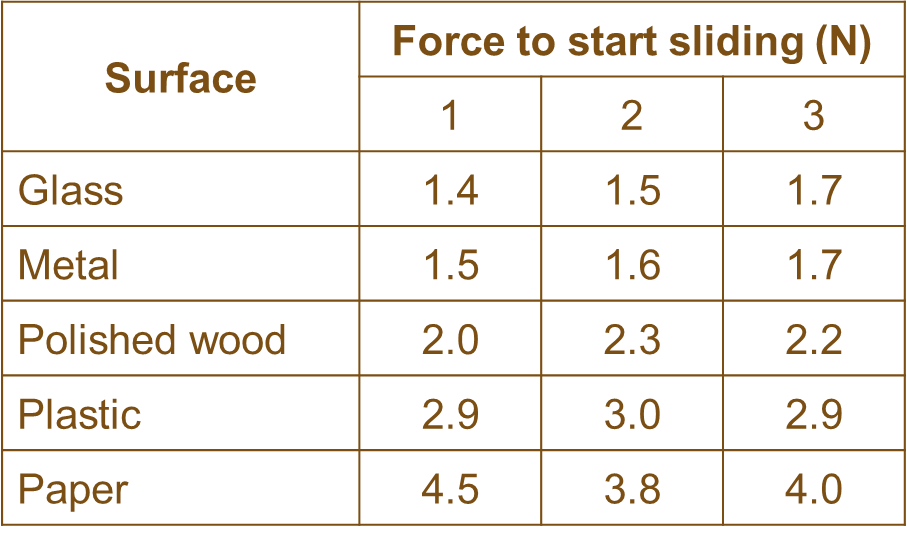 Surface Force to start sliding (N)
1 2 3
Glass 1.4 1.5 1.7
Metal 1.5 1.6 1.7
Polished wood 2.0 2.3 2.2
Plastic 2.9 3.0 2.9
Paper 4.5 3.8 4.0